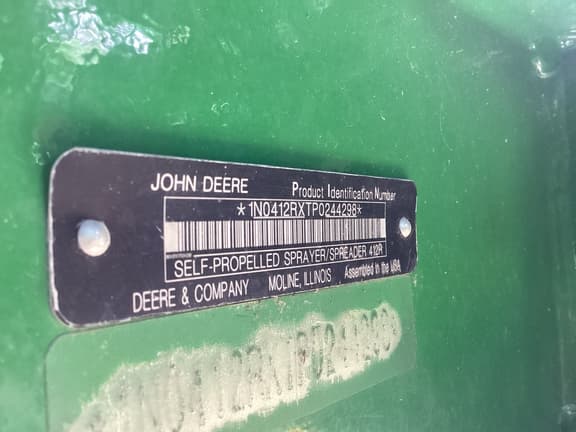 JOHN DEERE Product Identification Number
*1N0412RXTP0244298*
SELF-PROPELLED SPRAYER/SPREADER 412R
DEERE & COMPANY MOLINE, ILLINOIS Assembled in the USA